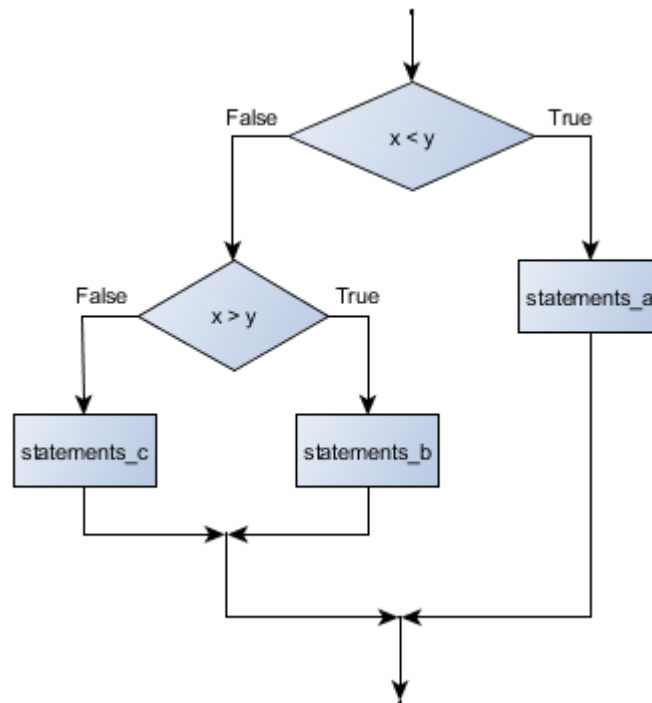 False
True
x < y
False
True
statements_a
x > y
statements_c
statements_b